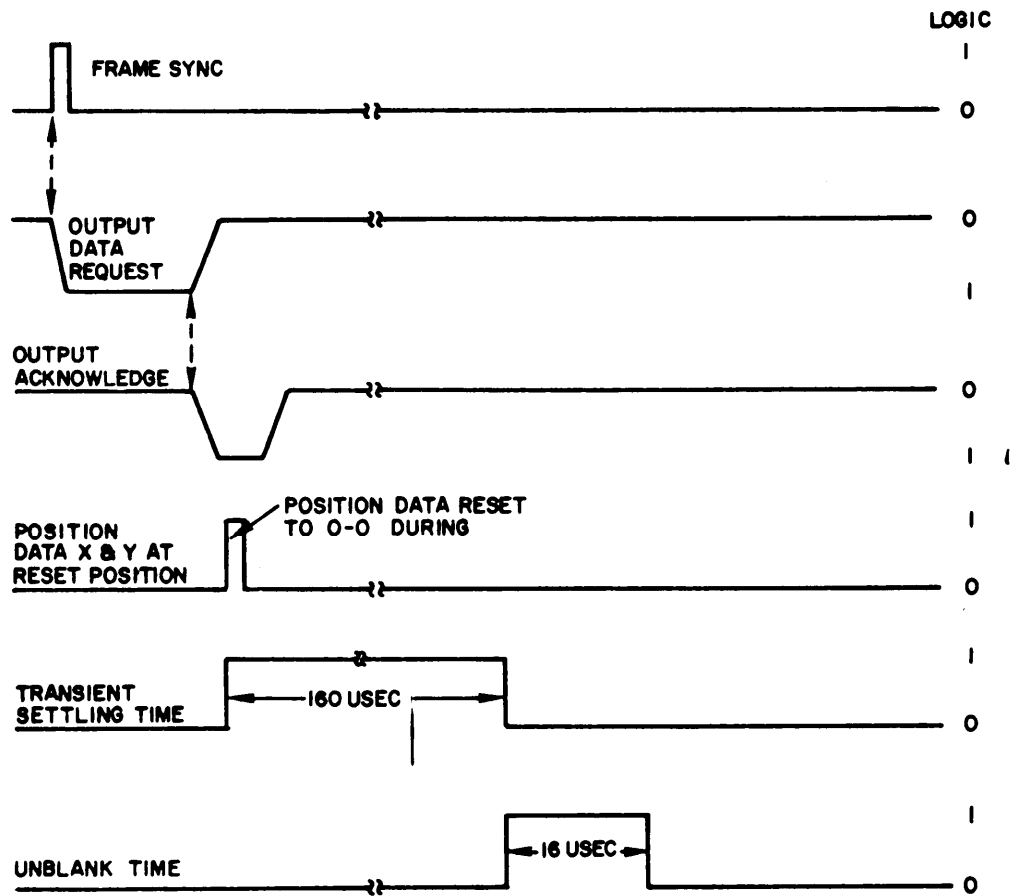 LOGIC
FRAME SYNC
1
0
OUTPUT
DATA
REQUEST
0
1
OUTPUT
ACKNOWLEDGE
0
1
POSITION
DATA X & Y AT
RESET POSITION
POSITION DATA RESET
TO 0-0 DURING
1
0
TRANSIENT
SETTLING TIME
160 USEC
1
0
UNBLANK TIME
16 USEC
1
0